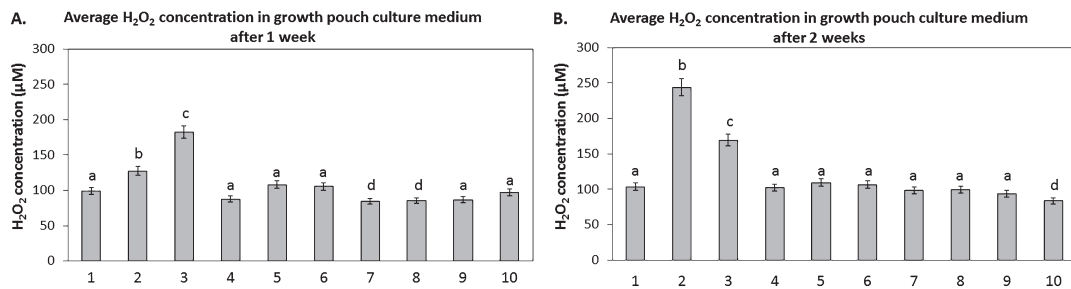 A.
Average H₂O₂ concentration in growth pouch culture medium
after 1 week
H₂O₂ concentration (µM)
300
250
200
150
100
50
0
a
b
c
a
a
a
d
d
a
a
1 2 3 4 5 6 7 8 9 10
B.
Average H₂O₂ concentration in growth pouch culture medium
after 2 weeks
H₂O₂ concentration (µM)
300
250
200
150
100
50
0
a
b
c
a
a
a
a
a
a
d
1 2 3 4 5 6 7 8 9 10